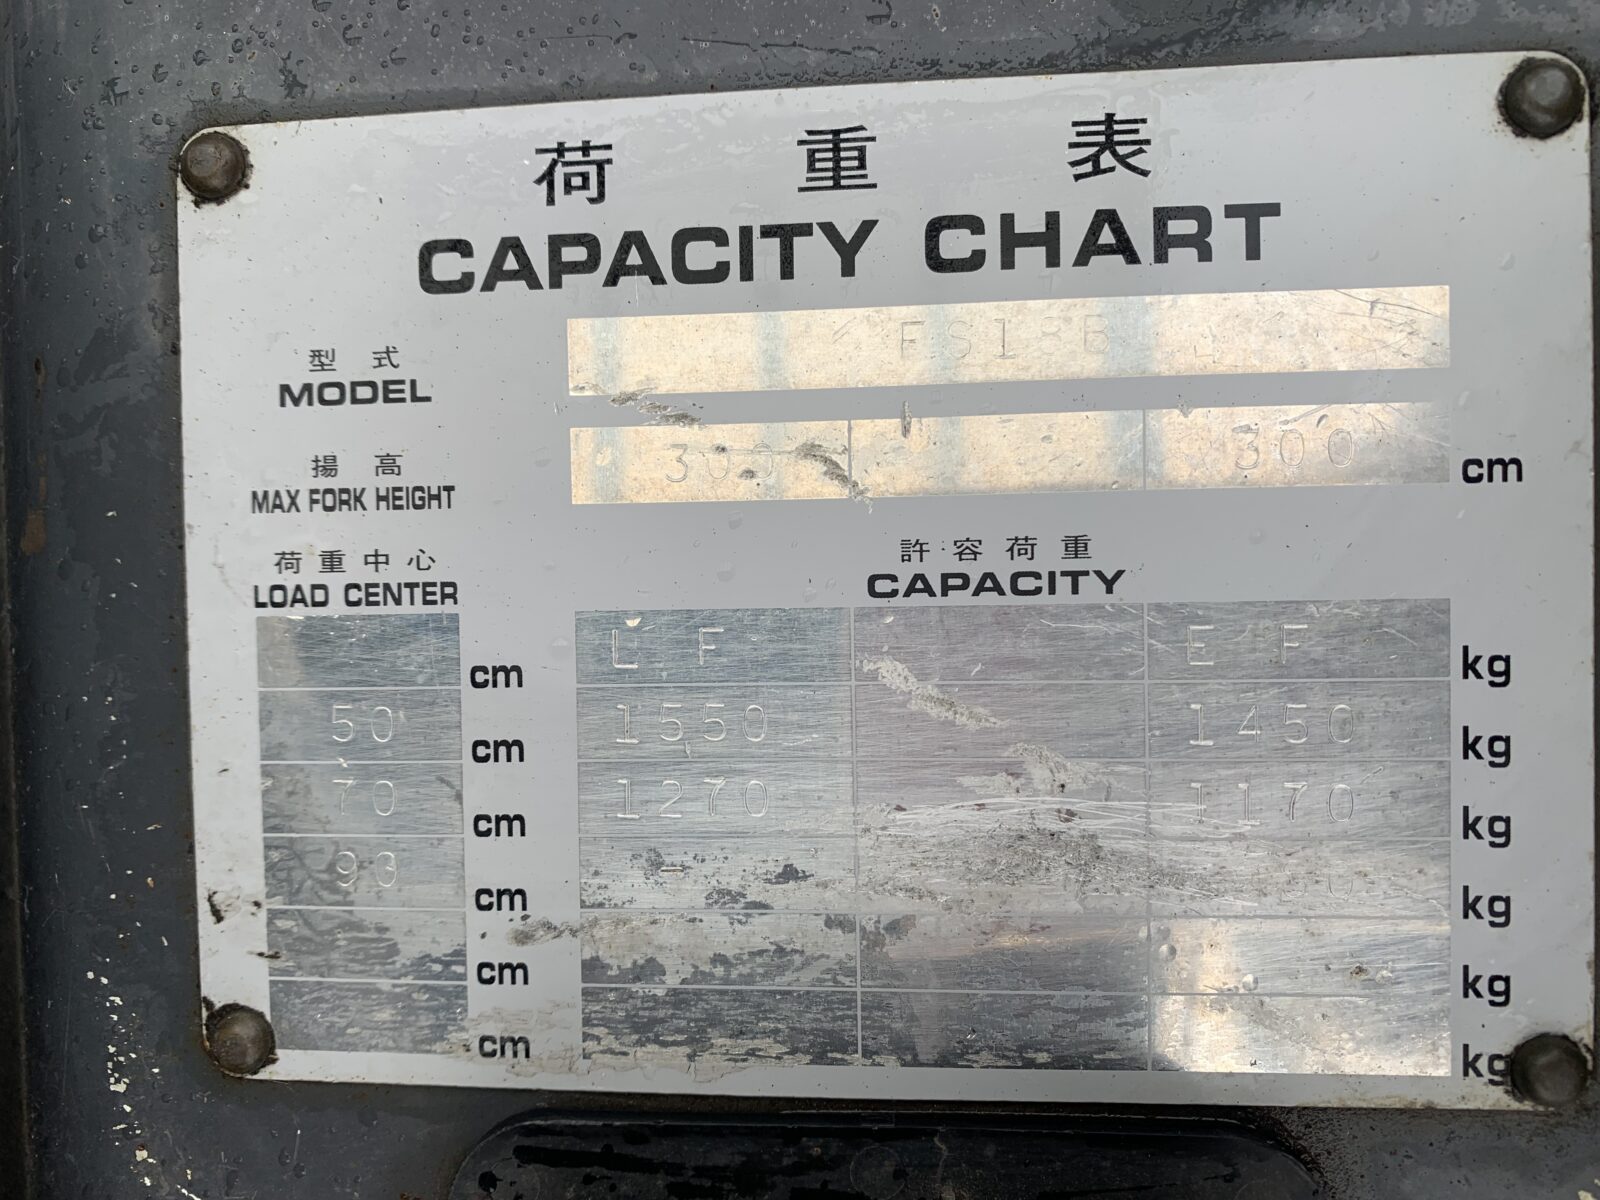 荷重表
CAPACITY CHART
型式
MODEL FS18B
揚高
MAX FORK HEIGHT 300 300 cm
荷重中心 許容荷重
LOAD CENTER CAPACITY
cm L F E F kg
50 cm 1550 1450 kg
70 cm 1270 1170 kg
90 cm - kg
cm kg
cm kg